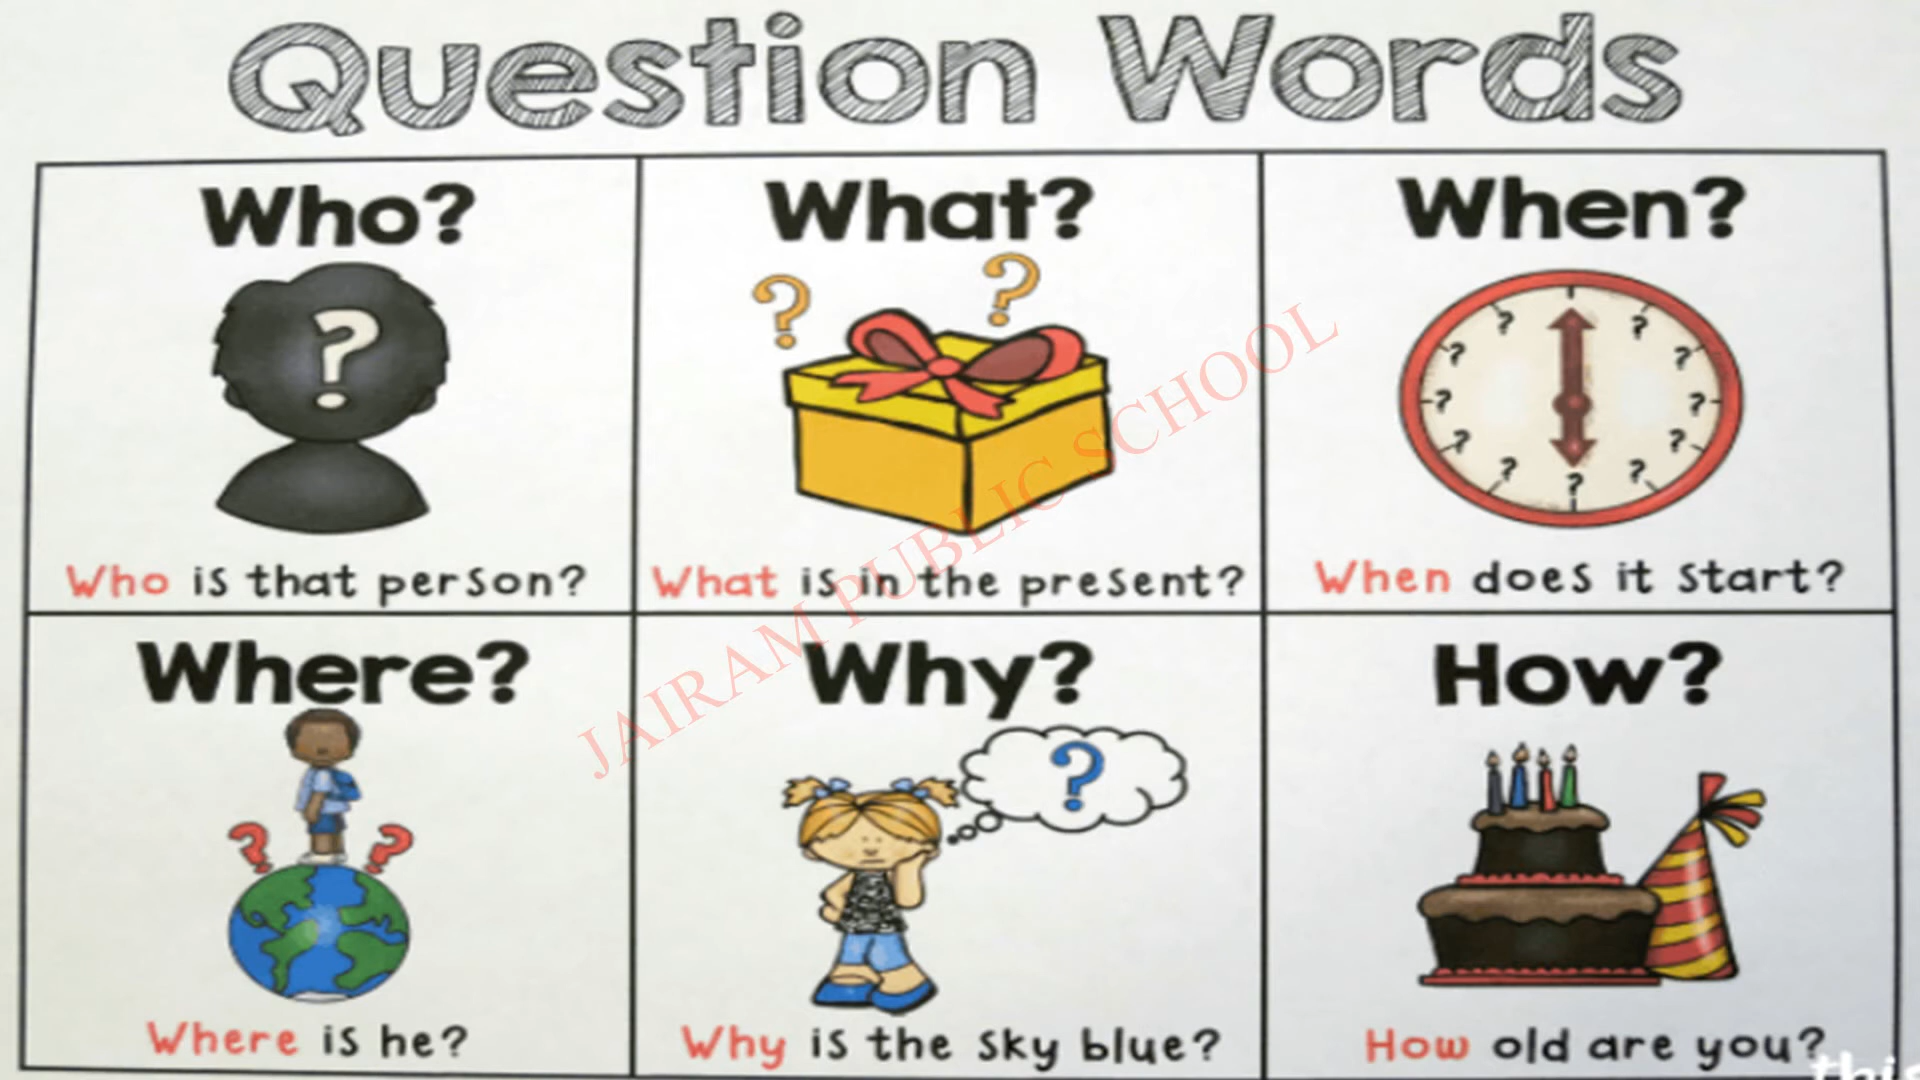 Question Words
Who?
Who is that person?
What?
What is in the present?
When?
When does it start?
Where?
Where is he?
Why?
Why is the sky blue?
How?
How old are you?
JAIRAM PUBLIC SCHOOL
this